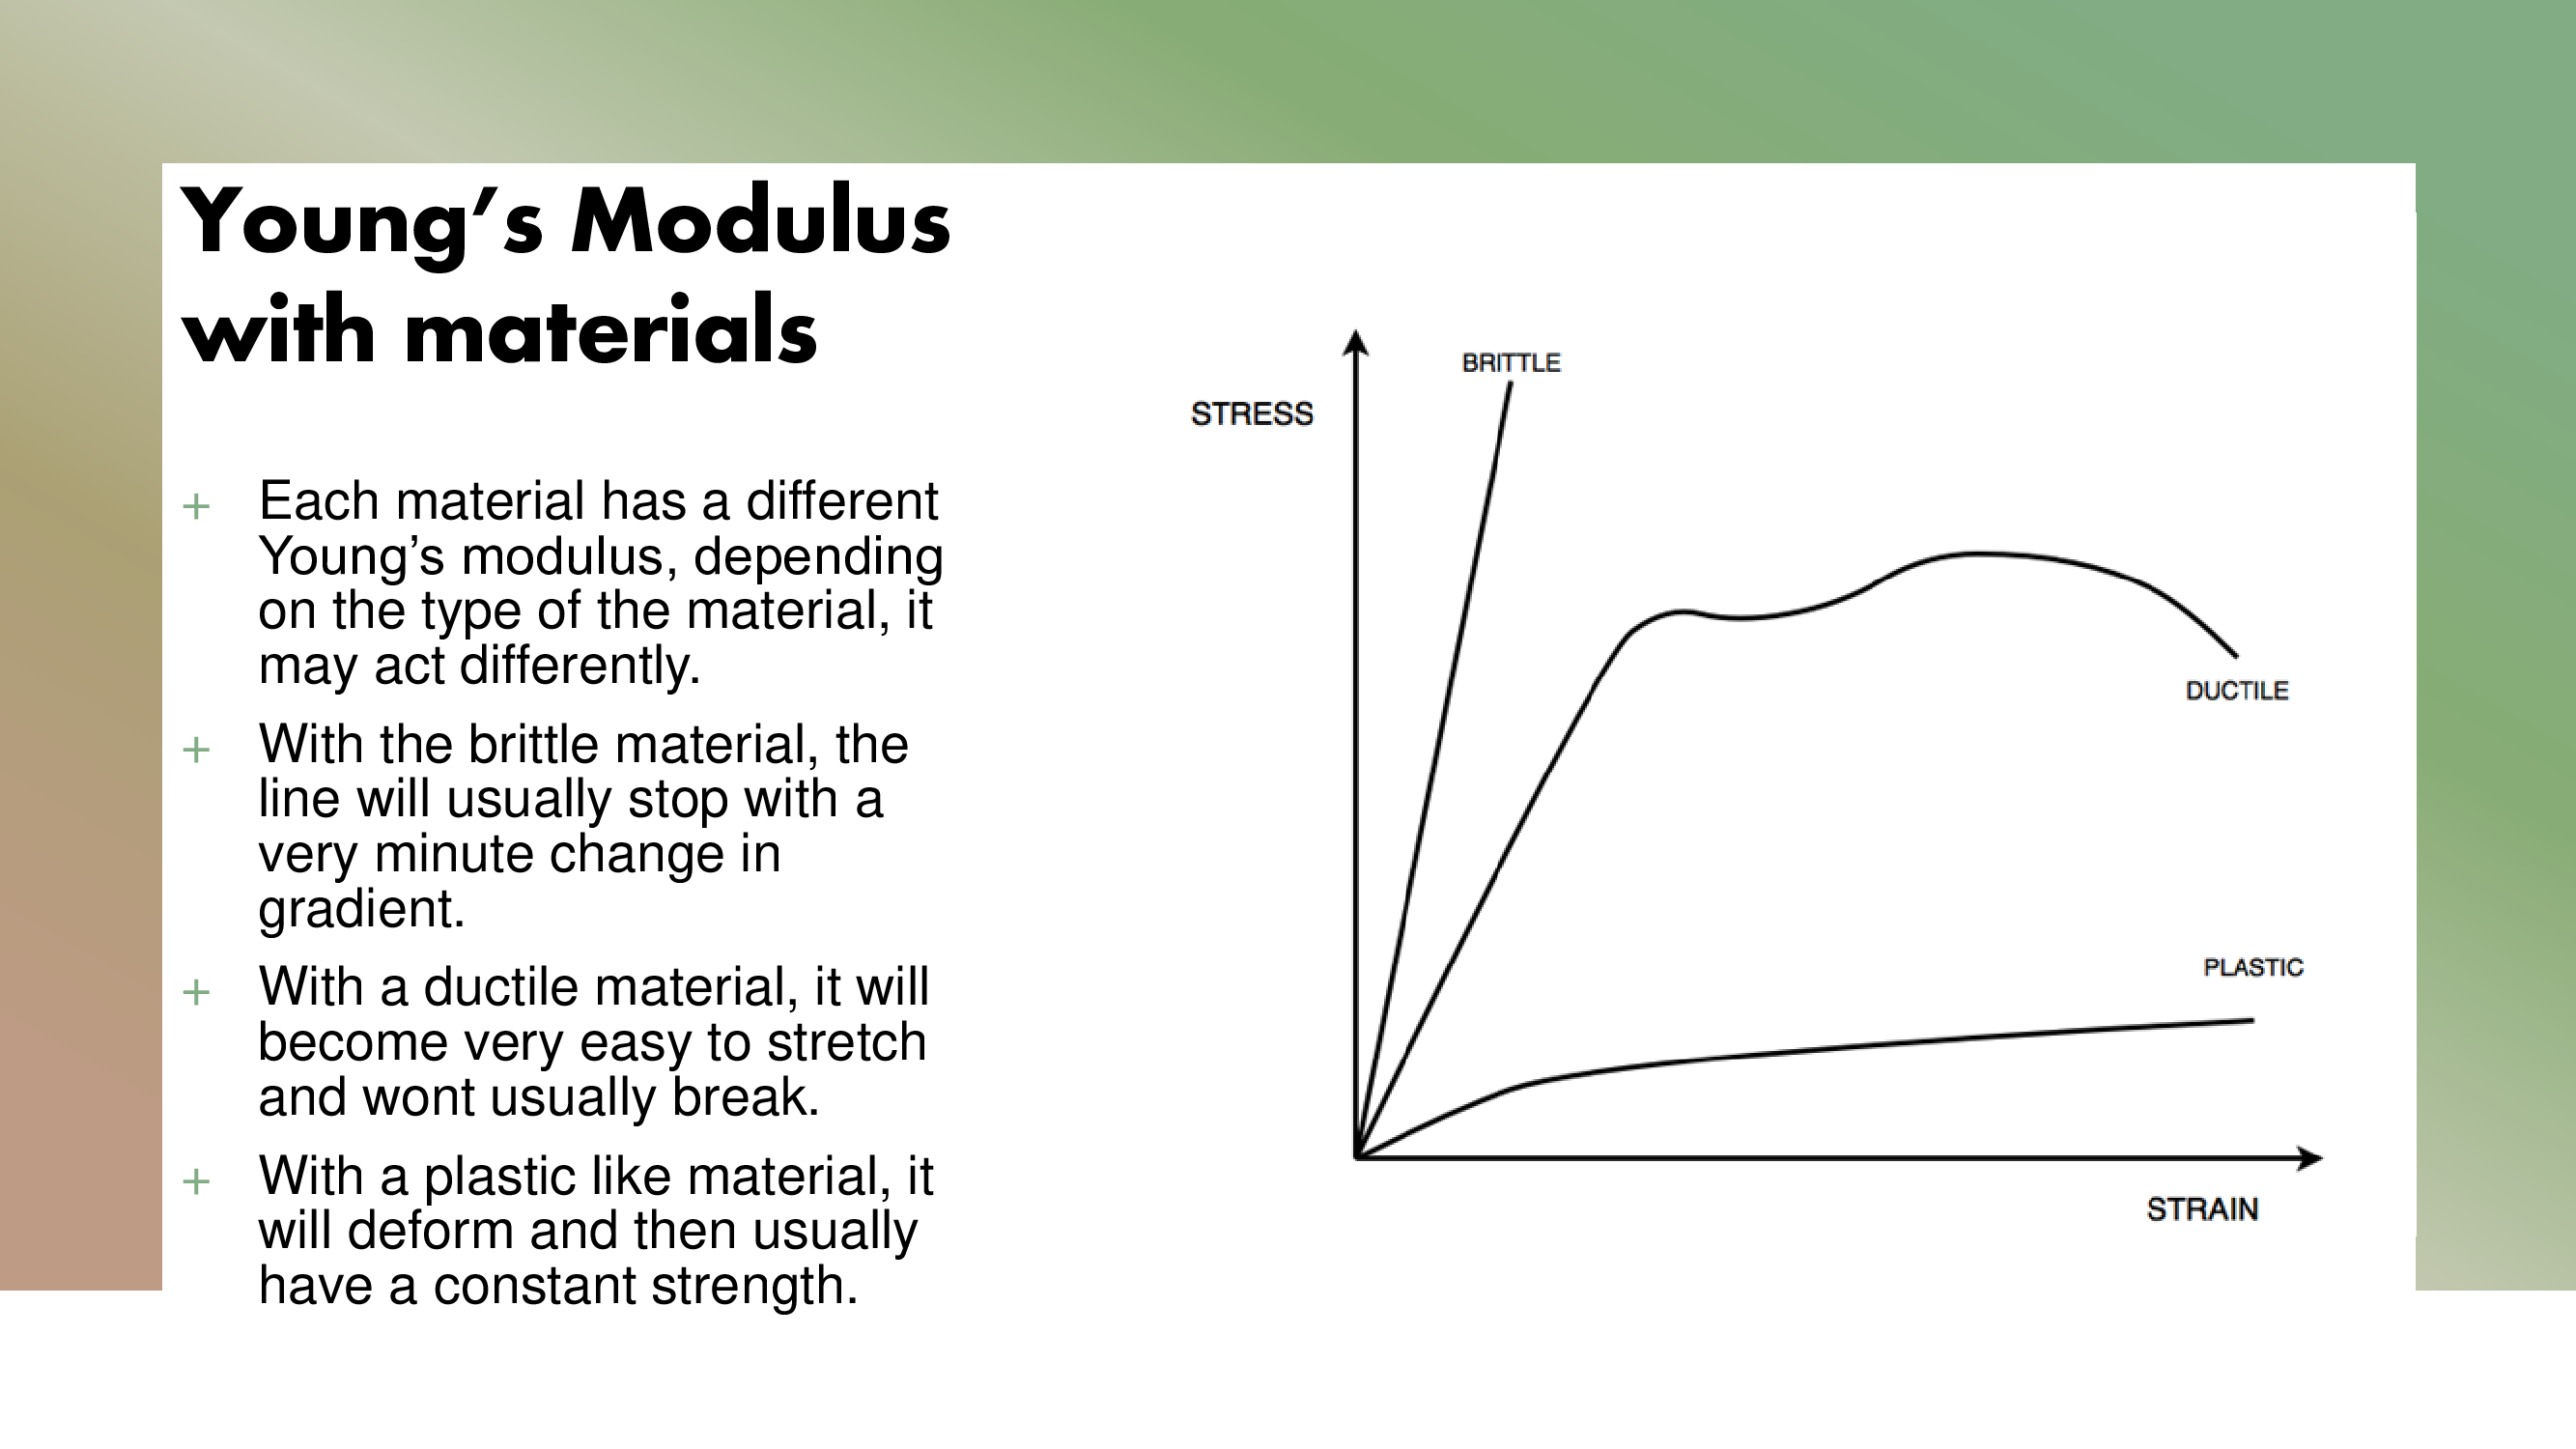 Young’s Modulus
with materials
+ Each material has a different
Young’s modulus, depending
on the type of the material, it
may act differently.
+ With the brittle material, the
line will usually stop with a
very minute change in
gradient.
+ With a ductile material, it will
become very easy to stretch
and wont usually break.
+ With a plastic like material, it
will deform and then usually
have a constant strength.
BRITTLE
STRESS
DUCTILE
PLASTIC
STRAIN